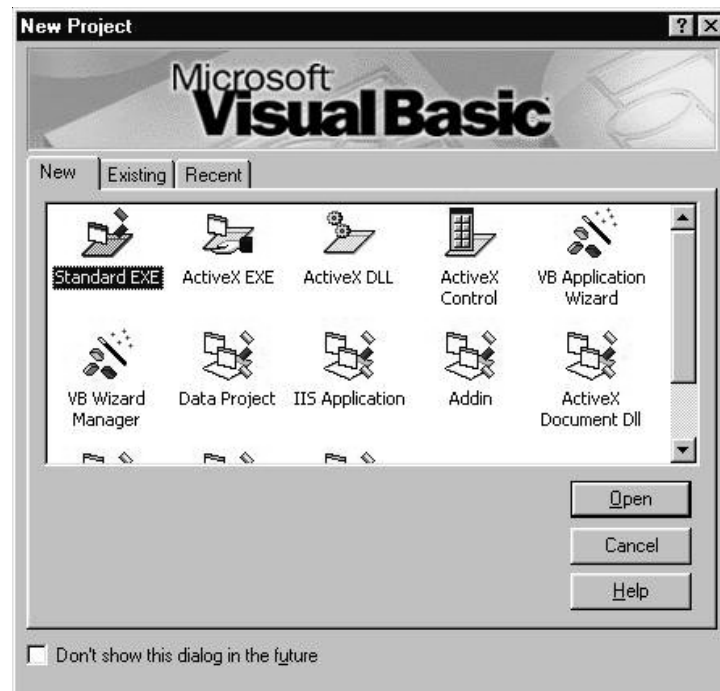 New Project
Microsoft
Visual Basic
New Existing Recent
Standard EXE ActiveX EXE ActiveX DLL ActiveX Control VB Application Wizard
VB Wizard Manager Data Project IIS Application Addin ActiveX Document Dll
Open
Cancel
Help
Don't show this dialog in the future